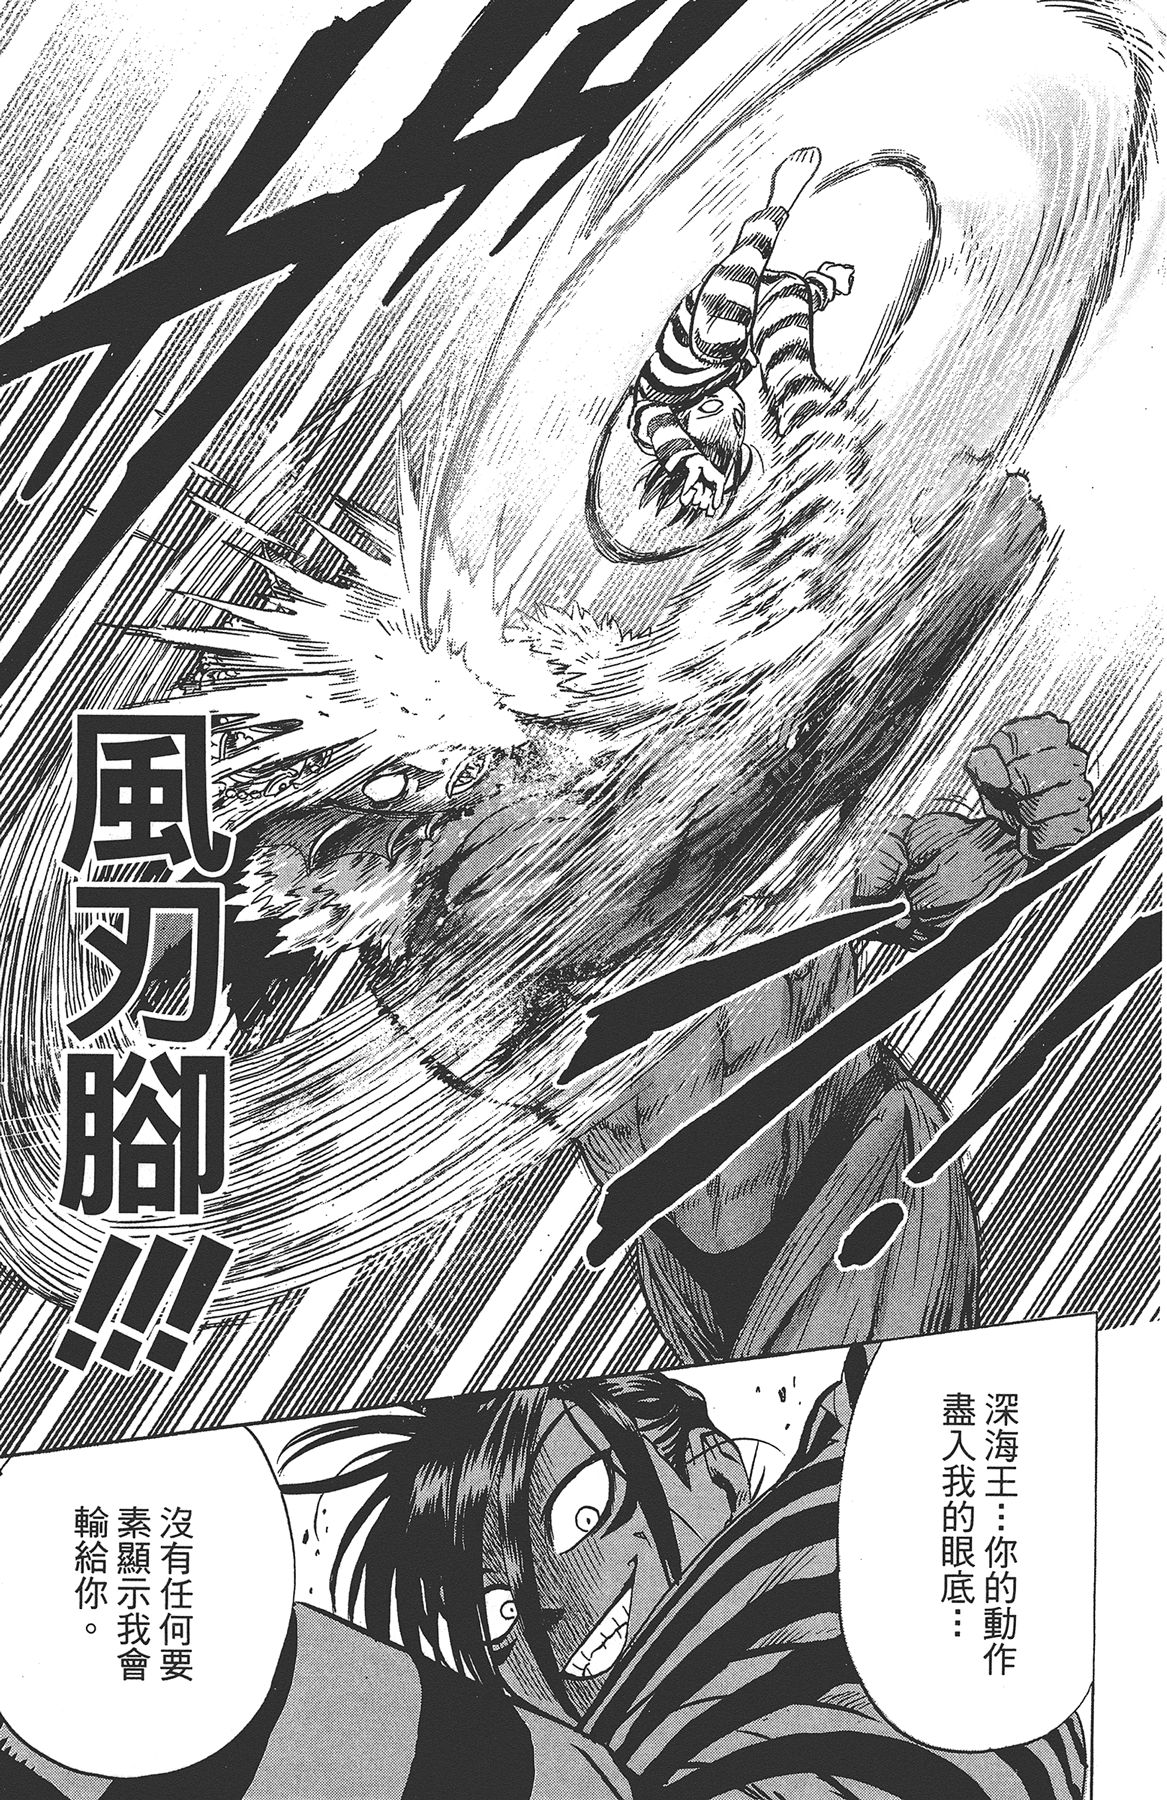 風刃腳!!!
深海王…你的動作
盡入我的眼底…
沒有任何要
素顯示我會
輸給你。